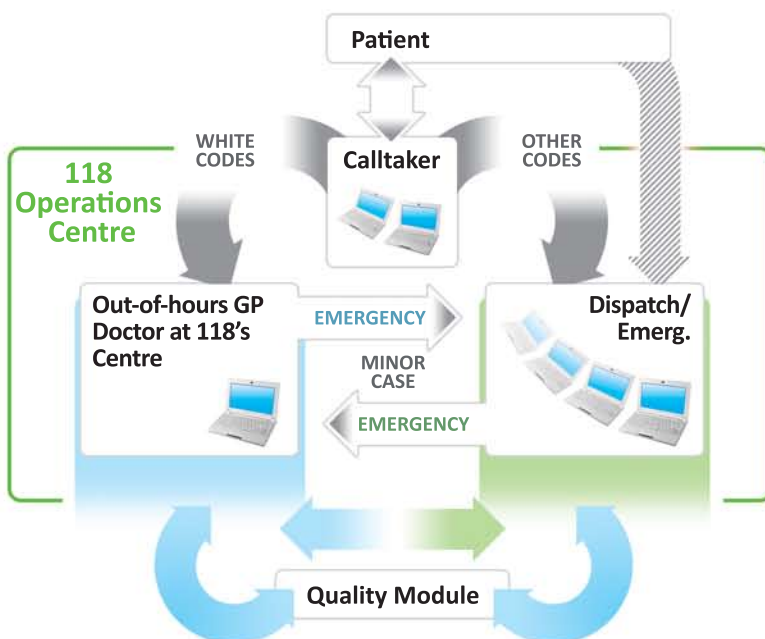 Patient
WHITE
CODES
Calltaker
OTHER
CODES
118
Operations
Centre
Out-of-hours GP
Doctor at 118's
Centre
EMERGENCY
Dispatch/
Emerg.
MINOR
CASE
EMERGENCY
Quality Module